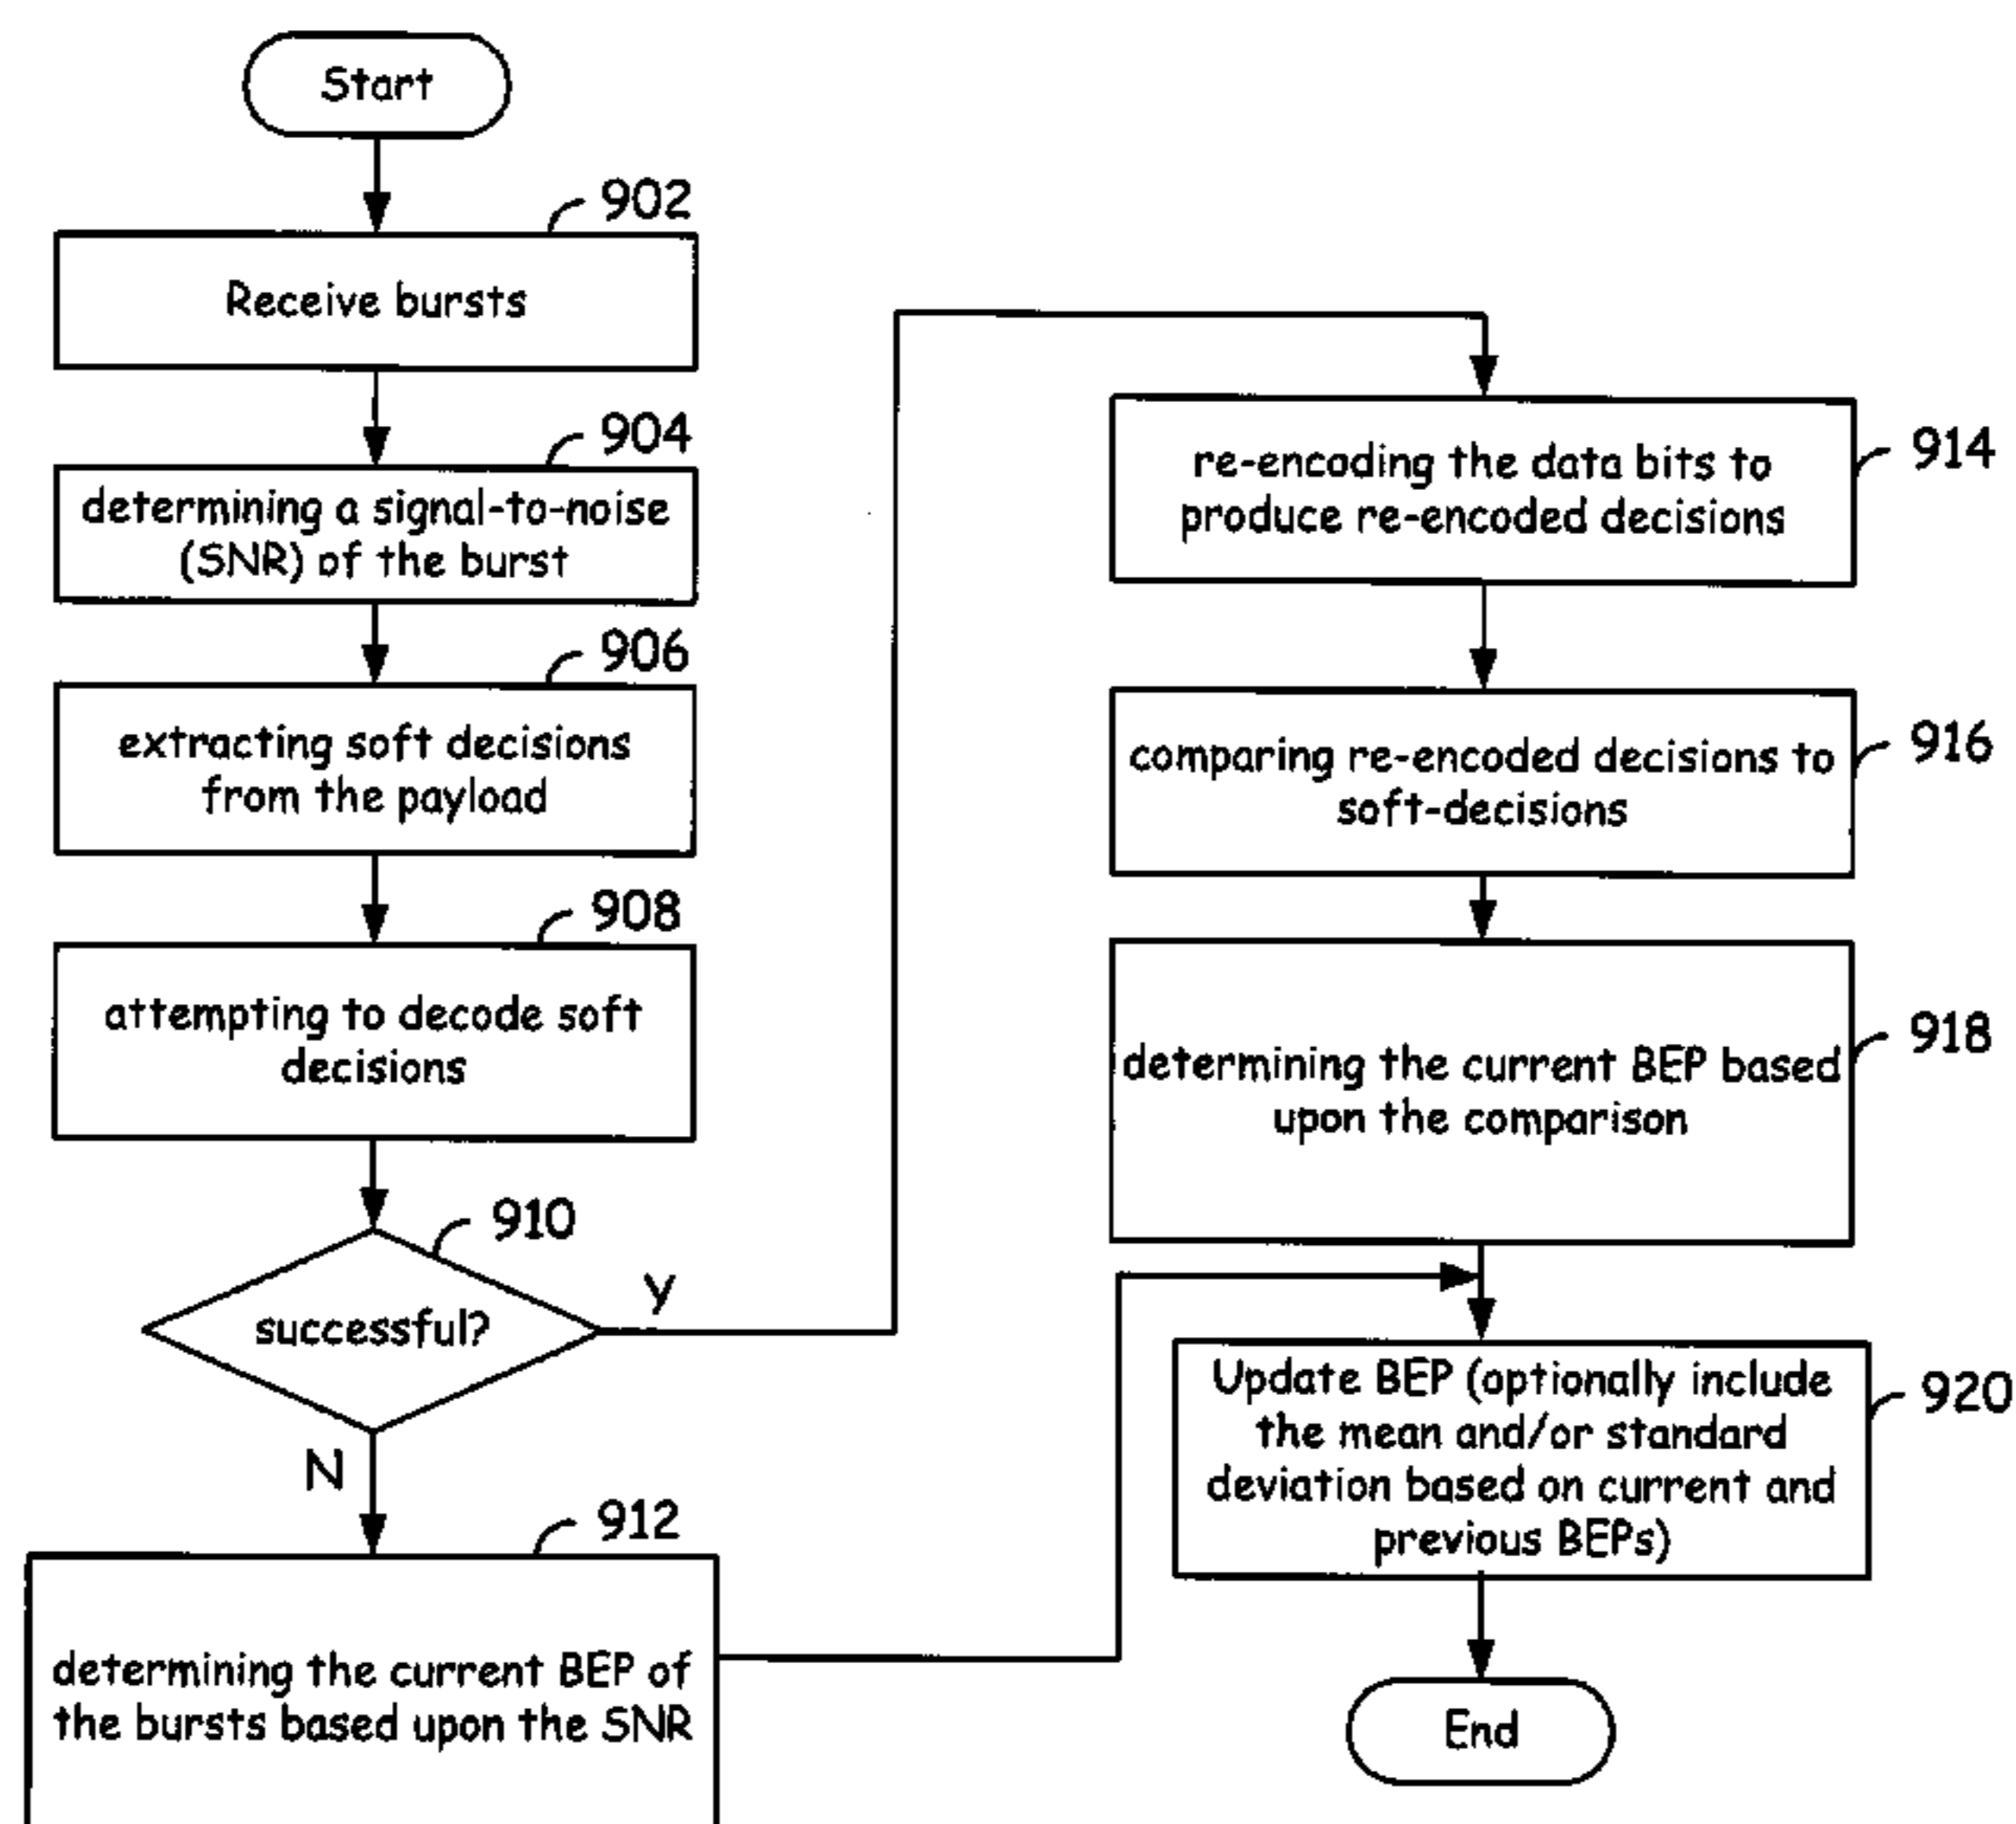 Start
902
Receive bursts
904
determining a signal-to-noise
(SNR) of the burst
906
extracting soft decisions
from the payload
908
attempting to decode soft
decisions
910
successful?
Y
N
912
determining the current BEP of
the bursts based upon the SNR
914
re-encoding the data bits to
produce re-encoded decisions
916
comparing re-encoded decisions to
soft-decisions
918
determining the current BEP based
upon the comparison
920
Update BEP (optionally include
the mean and/or standard
deviation based on current and
previous BEPs)
End